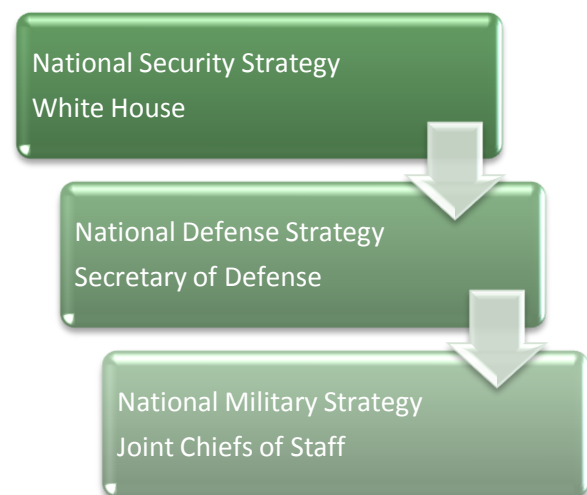 National Security Strategy
White House
National Defense Strategy
Secretary of Defense
National Military Strategy
Joint Chiefs of Staff